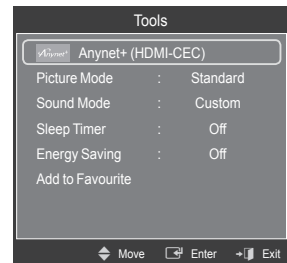 Tools
Anynet+ Anynet+ (HDMI-CEC)
Picture Mode : Standard
Sound Mode : Custom
Sleep Timer : Off
Energy Saving : Off
Add to Favourite
Move Enter Exit